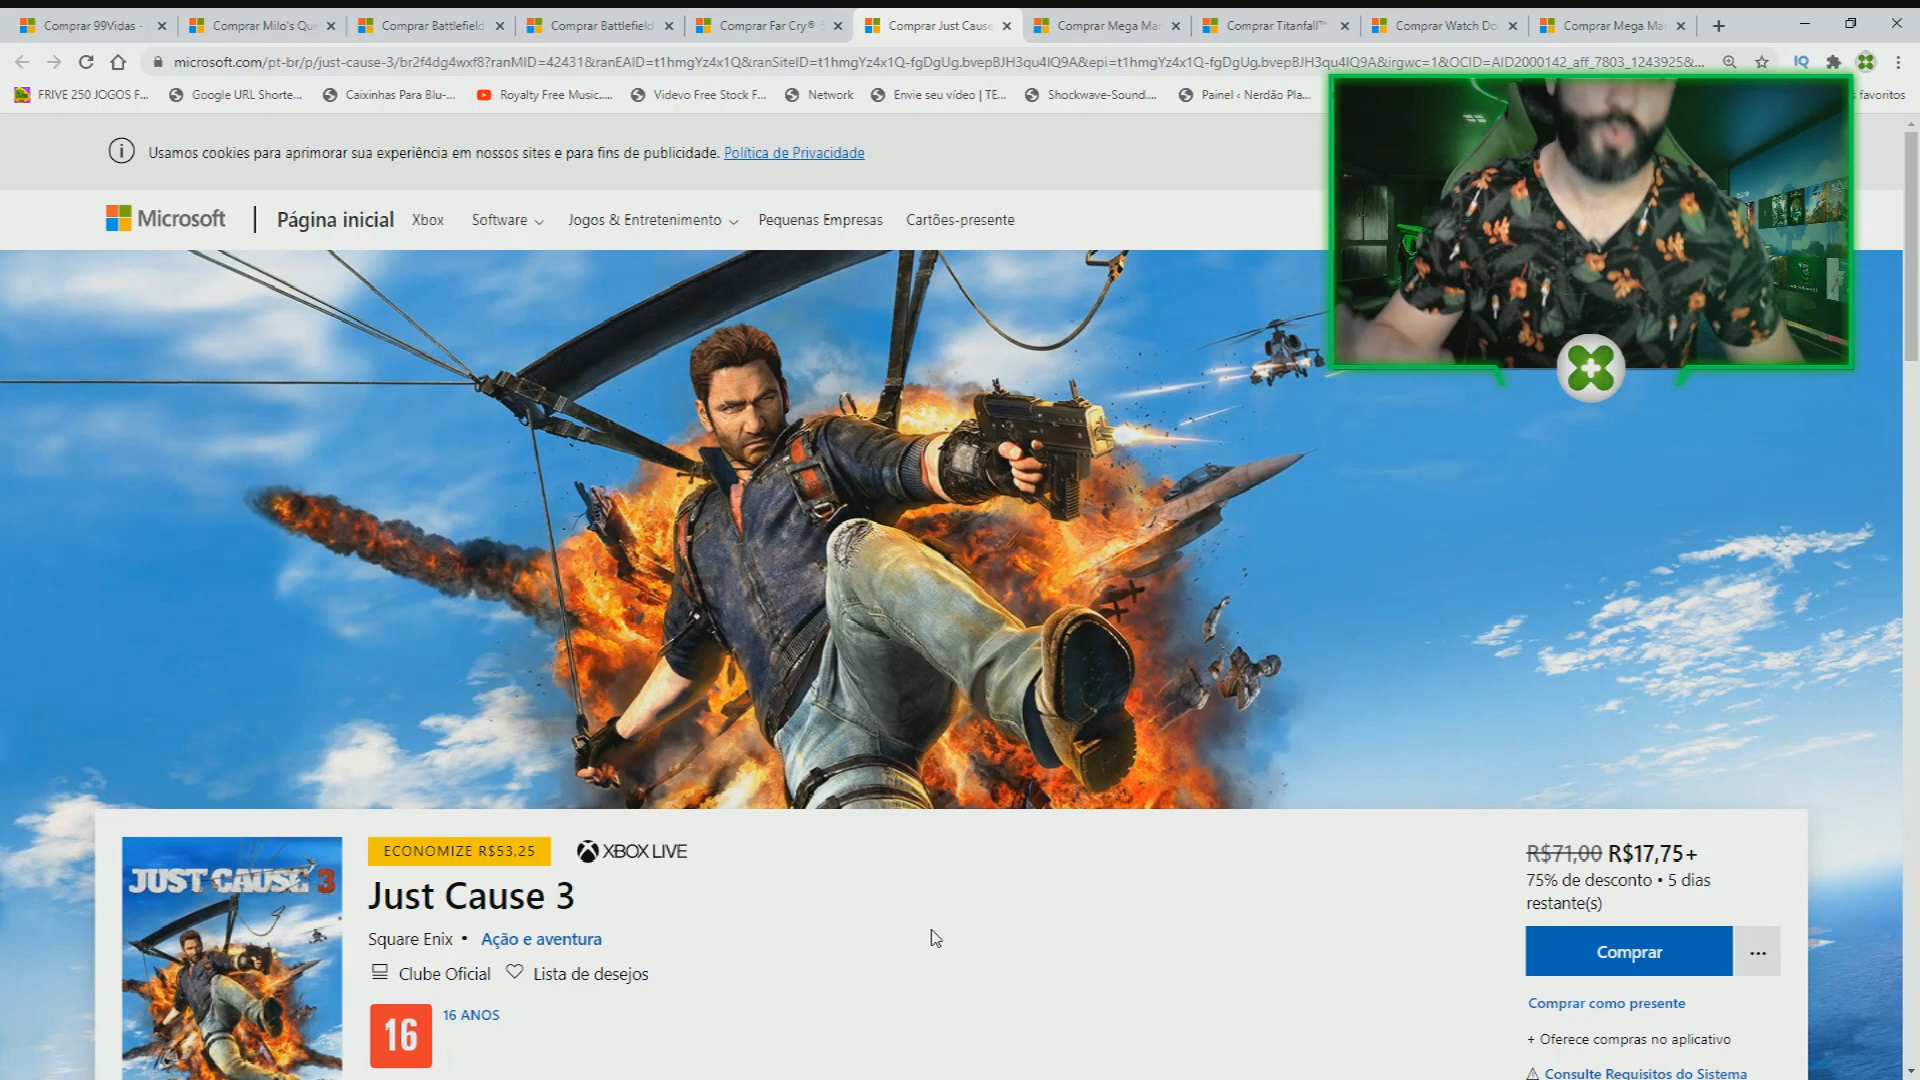 Comprar 99Vidas -
Comprar Milo's Que
Comprar Battlefield
Comprar Battlefield
Comprar Far Cry® 5
Comprar Just Cause
Comprar Mega Man
Comprar Titanfall™
Comprar Watch Do
Comprar Mega Man
microsoft.com/pt-br/p/just-cause-3/br2f4dg4wxf8?ranMID=42431&ranEAID=t1hmgYz4x1Q&ranSiteID=t1hmgYz4x1Q-fgDgUg.bvepBJH3qu4IQ9A&epi=t1hmgYz4x1Q-fgDgUg.bvepBJH3qu4IQ9A&irgwc=1&OCID=AID2000142_aff_7803_1243925&...
IQ
FRIVE 250 JOGOS F...
Google URL Shorte...
Caixinhas Para Blu-...
Royalty Free Music....
Videvo Free Stock F...
Network
Envie seu vídeo | TE...
Shockwave-Sound....
Painel ‹ Nerdão Pla...
s favoritos
Usamos cookies para aprimorar sua experiência em nossos sites e para fins de publicidade. Política de Privacidade
Microsoft
Página inicial
Xbox
Software
Jogos & Entretenimento
Pequenas Empresas
Cartões-presente
JUST CAUSE 3
ECONOMIZE R$53,25
XBOX LIVE
Just Cause 3
Square Enix • Ação e aventura
Clube Oficial
Lista de desejos
16
16 ANOS
R$71,00 R$17,75+
75% de desconto • 5 dias
restante(s)
Comprar
...
Comprar como presente
+ Oferece compras no aplicativo
Consulte Requisitos do Sistema